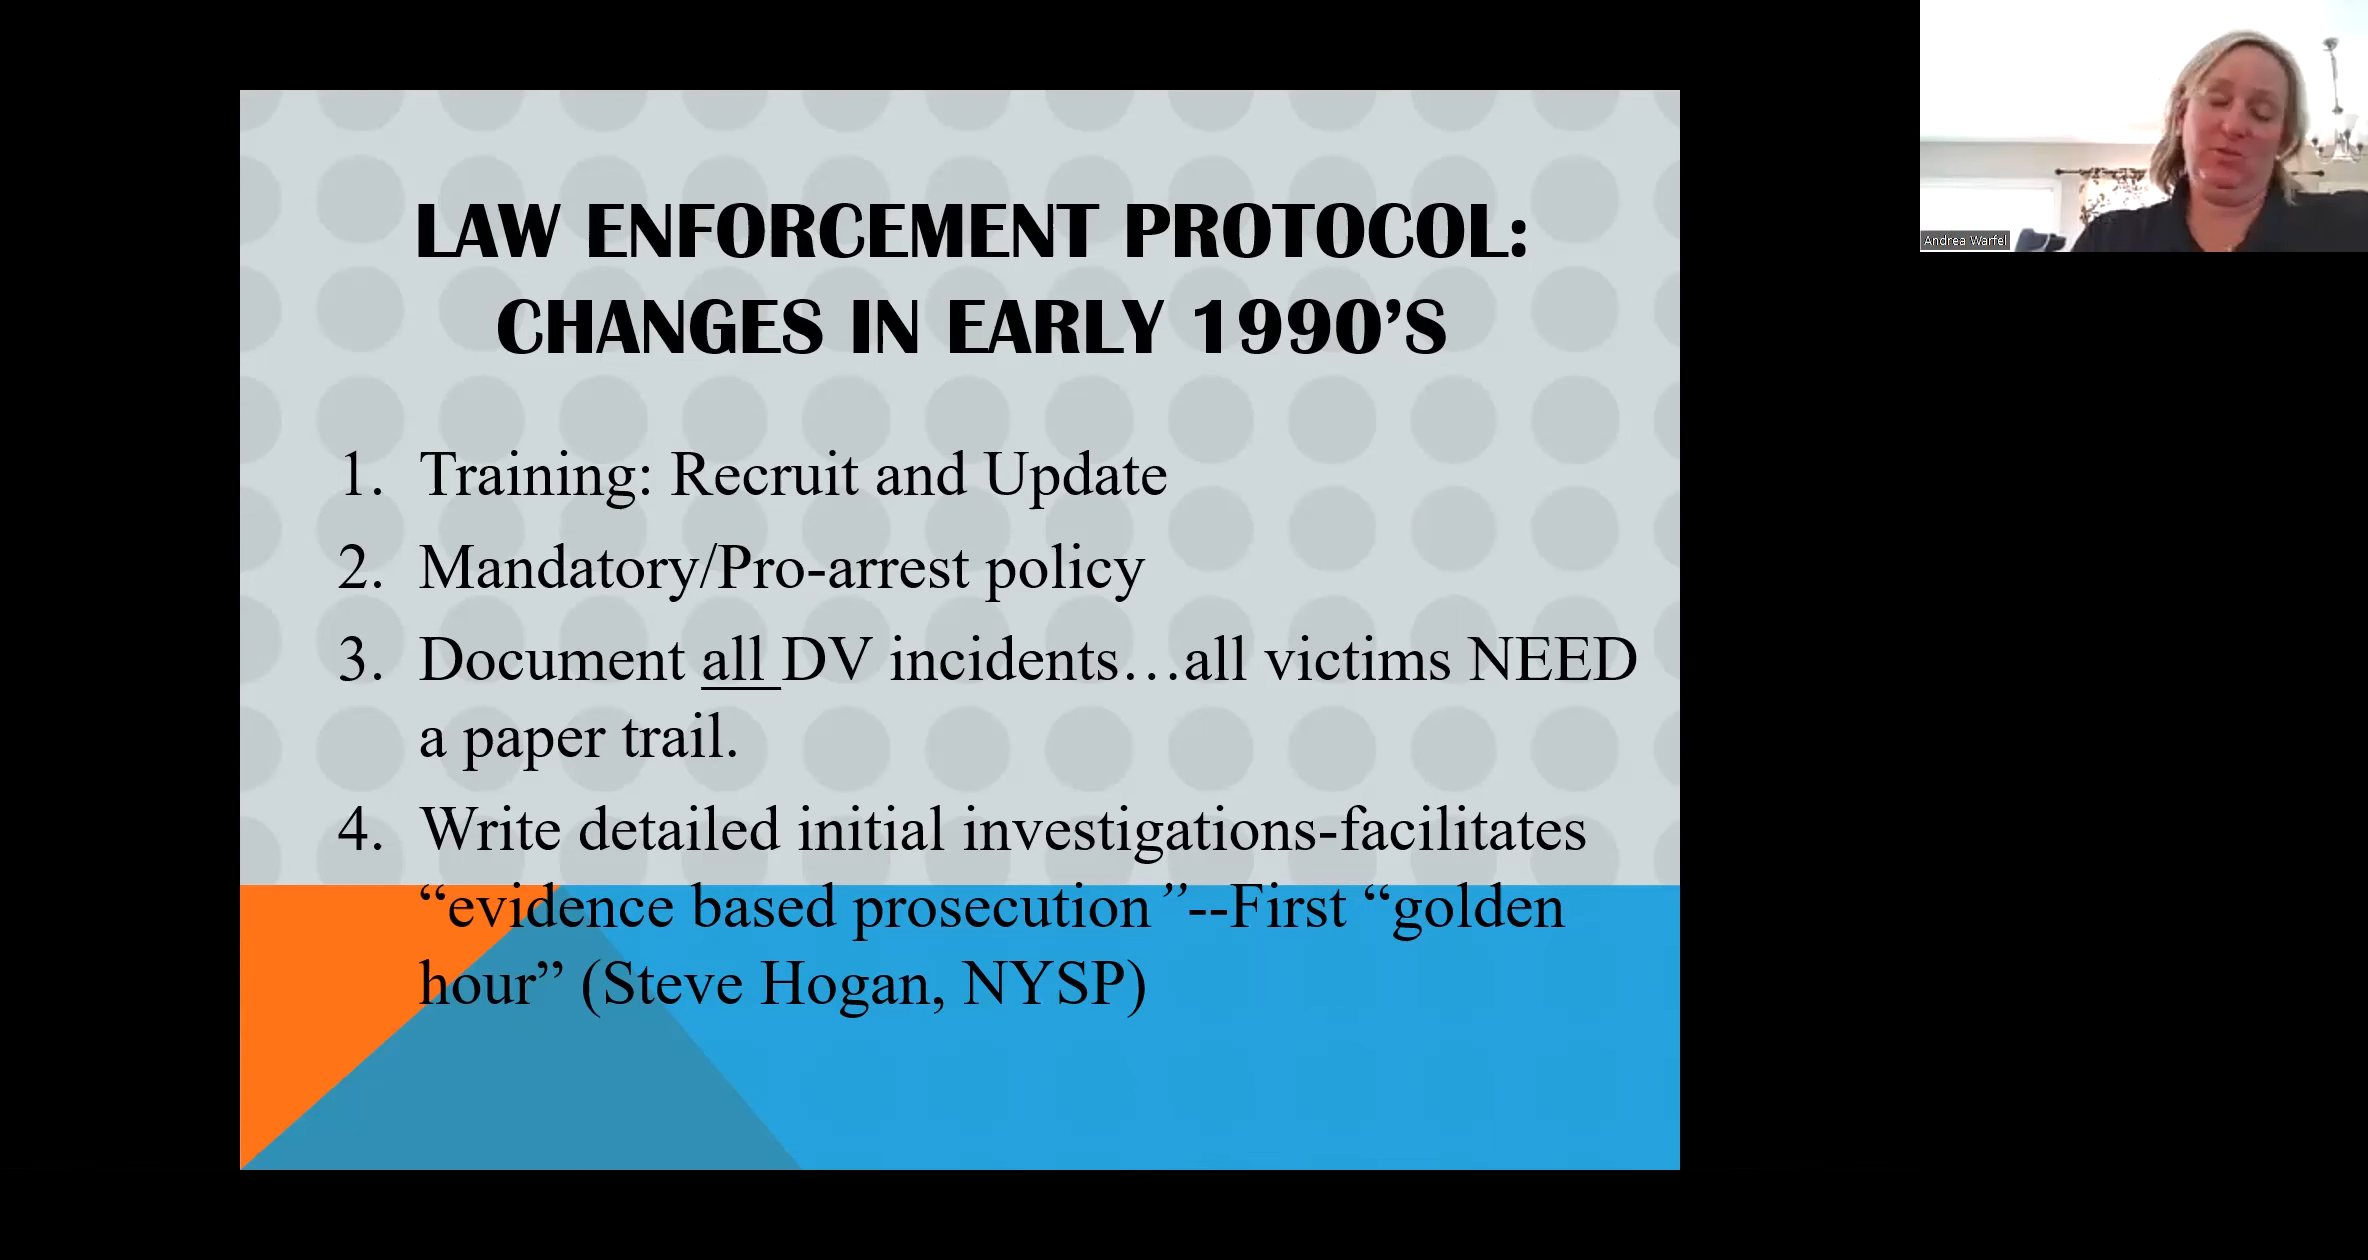 LAW ENFORCEMENT PROTOCOL:
CHANGES IN EARLY 1990’S
1. Training: Recruit and Update
2. Mandatory/Pro-arrest policy
3. Document all DV incidents…all victims NEED
a paper trail.
4. Write detailed initial investigations-facilitates
“evidence based prosecution”--First “golden
hour” (Steve Hogan, NYSP)
Andrea Warfel